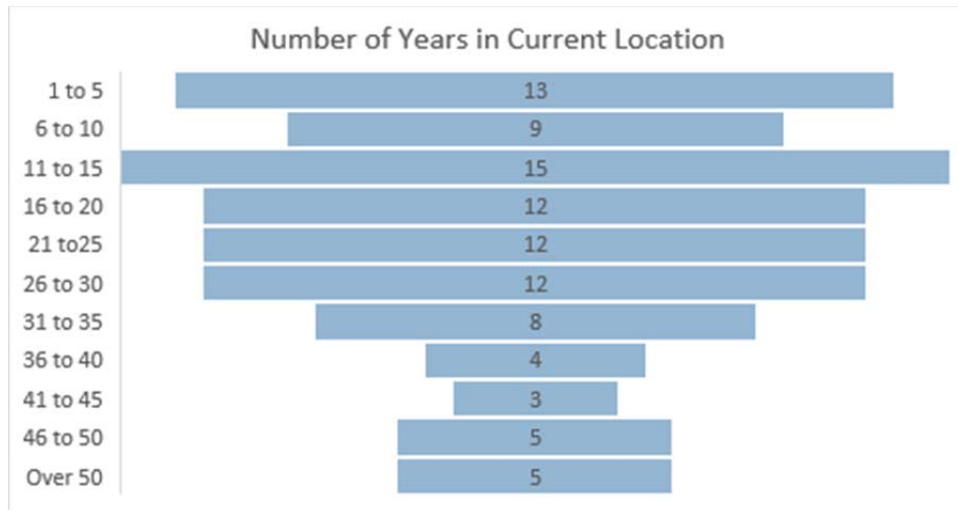 Number of Years in Current Location
1 to 5 13
6 to 10 9
11 to 15 15
16 to 20 12
21 to25 12
26 to 30 12
31 to 35 8
36 to 40 4
41 to 45 3
46 to 50 5
Over 50 5